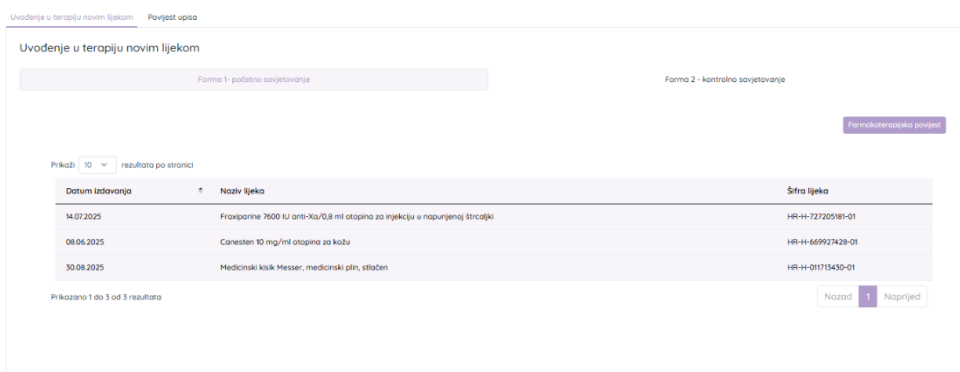 Uvođenje u terapiju novim lijekom Povijest upisa
Uvođenje u terapiju novim lijekom
Forma 1- početno savjetovanje Forma 2 - kontrolno savjetovanje
Farmakoterapijska povijest
Prikaži 10 rezultata po stranici
Datum izdavanja Naziv lijeka Šifra lijeka
14.07.2025 Fraxiparine 7600 IU anti-Xa/0,8 ml otopina za injekciju u napunjenoj štrcaljki HR-H-727205181-01
08.06.2025 Canesten 10 mg/ml otopina za kožu HR-H-669927428-01
30.08.2025 Medicinski kisik Messer, medicinski plin, stlačen HR-H-011713430-01
Prikazano 1 do 3 od 3 rezultata
Nazad 1 Naprijed